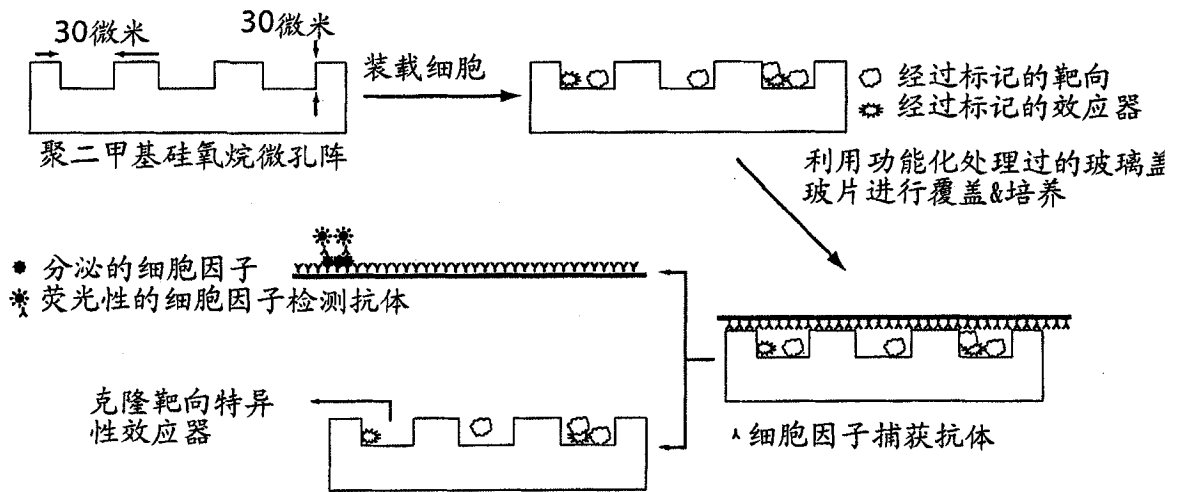 30微米
30微米
装载细胞
经过标记的靶向
经过标记的效应器
聚二甲基硅氧烷微孔阵
利用功能化处理过的玻璃盖
玻片进行覆盖&培养
分泌的细胞因子
荧光性的细胞因子检测抗体
克隆靶向特异
性效应器
细胞因子捕获抗体